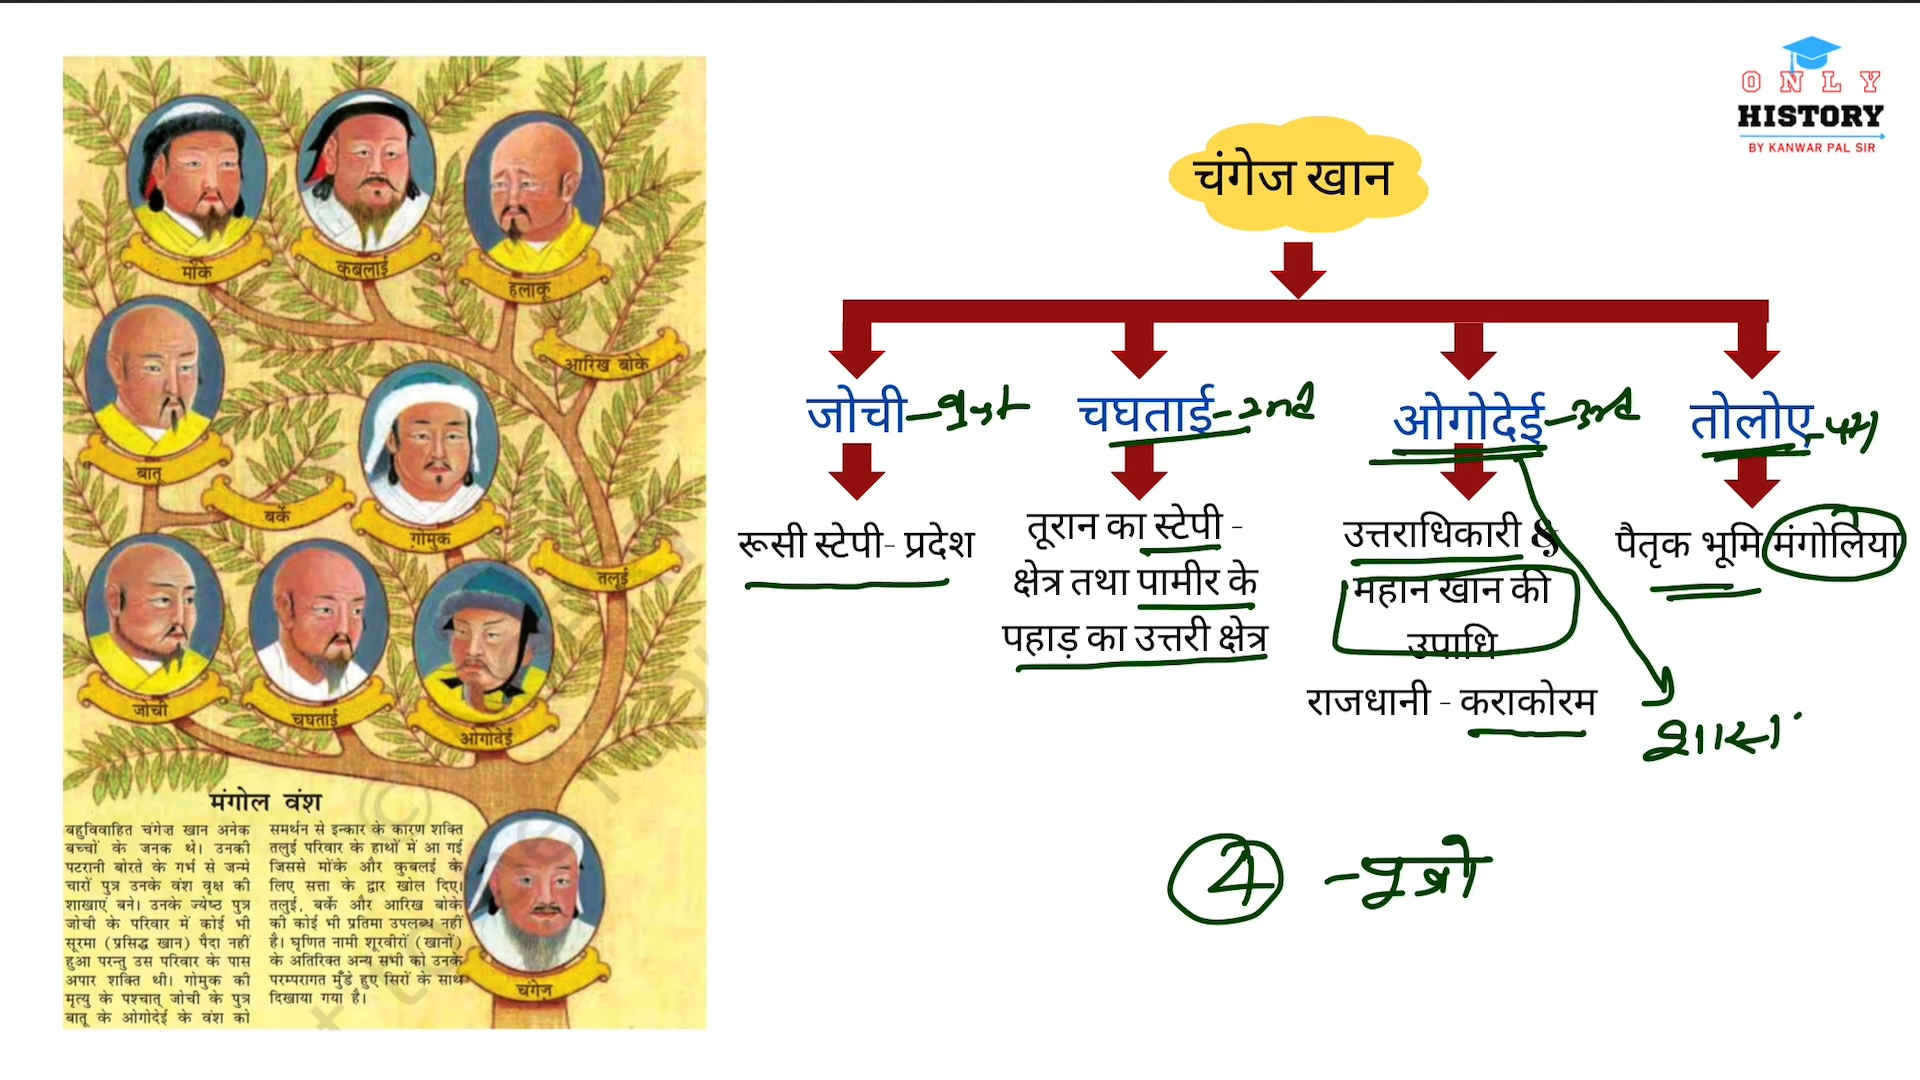 ONLY
HISTORY
BY KANWAR PAL SIR
चंगेज खान
जोची
चघताई - 2nd
ओगोदेई - 3rd
तोलोए
रूसी स्टेपी- प्रदेश
तूरान का स्टेपी -
क्षेत्र तथा पामीर के
पहाड़ का उत्तरी क्षेत्र
उत्तराधिकारी &
महान खान की
उपाधि
राजधानी - कराकोरम
पैतृक भूमि मंगोलिया
4 - पुत्रो
मोंके
कुबलाई
हलाकू
आरिख बोके
बातू
बर्के
गोमुक
तलुई
जोची
चघताई
ओगोदेई
चंगेज़
मंगोल वंश
बहुविवाहित चंगेज़ खान अनेक
बच्चों के जनक थे। उनकी
पटरानी बोरते के गर्भ से जन्मे
चारों पुत्र उनके वंश वृक्ष की
शाखाएं बने। उनके ज्येष्ठ पुत्र
जोची के परिवार में कोई भी
सूरमा (प्रसिद्ध खान) पैदा नहीं
हुआ परन्तु उस परिवार के पास
अपार शक्ति थी। गोमुक की
मृत्यु के पश्चात् जोची के पुत्र
बातू के ओगोदेई के वंश को
समर्थन से इन्कार के कारण शक्ति
तलुई परिवार के हाथों में आ गई
जिससे मोंके और कुबलई के
लिए सत्ता के द्वार खोल दिए।
तलुई, बर्के और आरिख बोके
की कोई भी प्रतिमा उपलब्ध नहीं
है। घृणित नामी शूरवीरों (खानों)
के अतिरिक्त अन्य सभी को उनके
परम्परागत मुँडे हुए सिरों के साथ
दिखाया गया है।